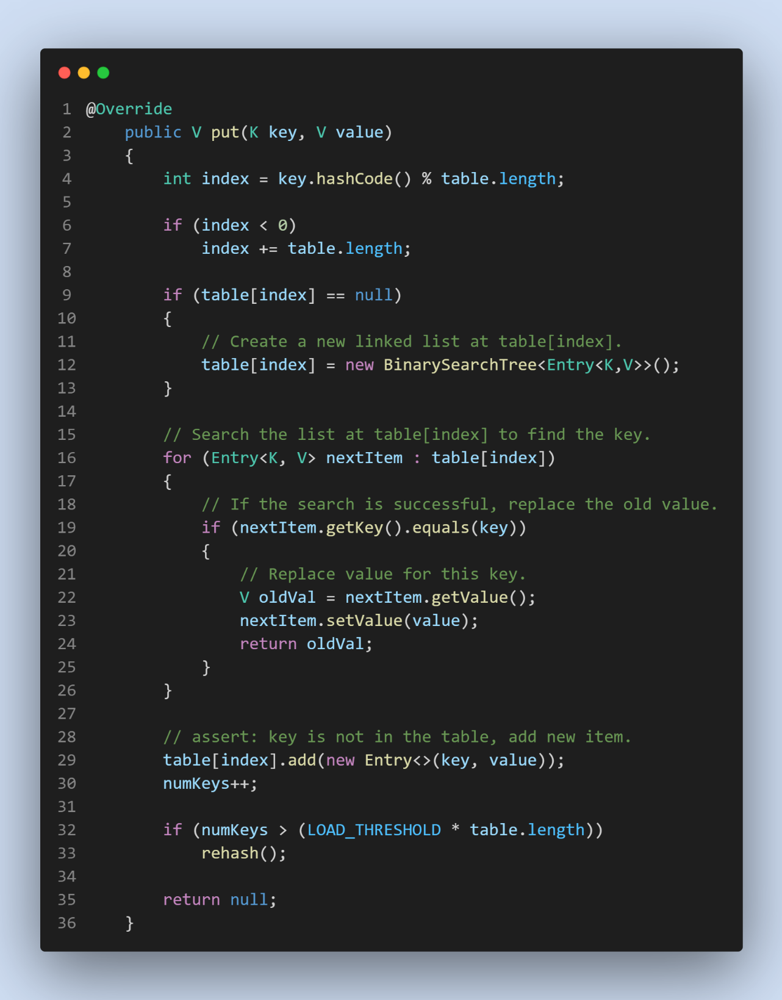 1 @Override
2     public V put(K key, V value)
3     {
4         int index = key.hashCode() % table.length;
5
6         if (index < 0)
7             index += table.length;
8
9         if (table[index] == null)
10         {
11             // Create a new linked list at table[index].
12             table[index] = new BinarySearchTree<Entry<K,V>>();
13         }
14
15         // Search the list at table[index] to find the key.
16         for (Entry<K, V> nextItem : table[index])
17         {
18             // If the search is successful, replace the old value.
19             if (nextItem.getKey().equals(key))
20             {
21                 // Replace value for this key.
22                 V oldVal = nextItem.getValue();
23                 nextItem.setValue(value);
24                 return oldVal;
25             }
26         }
27
28         // assert: key is not in the table, add new item.
29         table[index].add(new Entry<>(key, value));
30         numKeys++;
31
32         if (numKeys > (LOAD_THRESHOLD * table.length))
33             rehash();
34
35         return null;
36     }